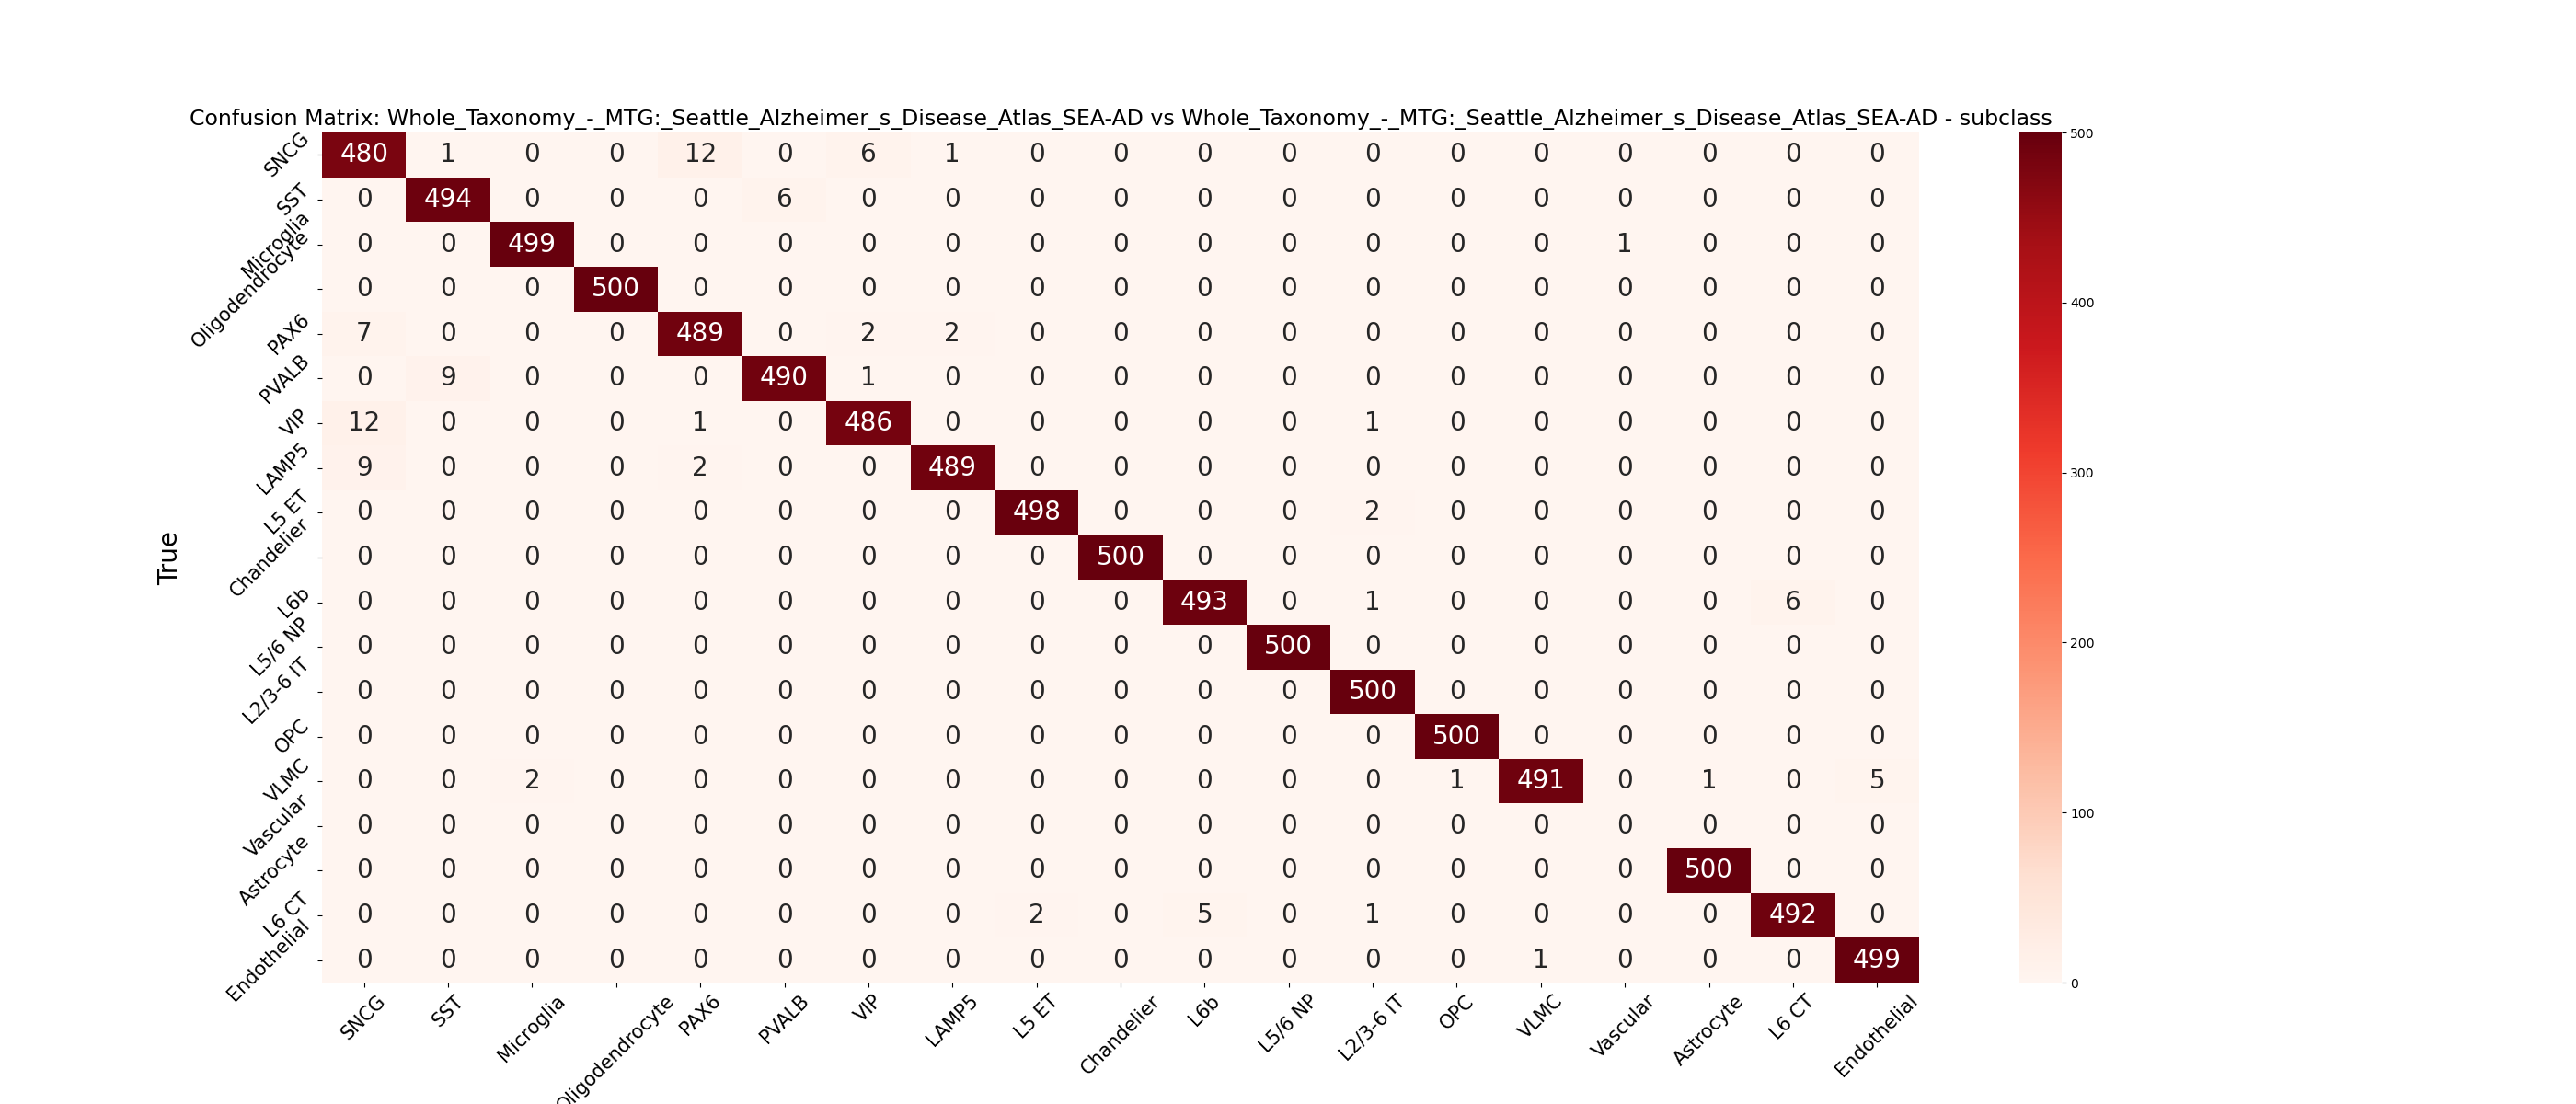 Confusion Matrix: Whole_Taxonomy_-_MTG:_Seattle_Alzheimer_s_Disease_Atlas_SEA-AD vs Whole_Taxonomy_-_MTG:_Seattle_Alzheimer_s_Disease_Atlas_SEA-AD - subclass
SNCG 480 1 0 0 12 0 6 1 0 0 0 0 0 0 0 0 0 0 0
SST 0 494 0 0 0 6 0 0 0 0 0 0 0 0 0 0 0 0 0
Microglia 0 0 499 0 0 0 0 0 0 0 0 0 0 0 0 1 0 0 0
Oligodendrocyte 0 0 0 500 0 0 0 0 0 0 0 0 0 0 0 0 0 0 0
PAX6 7 0 0 0 489 0 2 2 0 0 0 0 0 0 0 0 0 0 0
PVALB 0 9 0 0 0 490 1 0 0 0 0 0 0 0 0 0 0 0 0
VIP 12 0 0 0 1 0 486 0 0 0 0 0 1 0 0 0 0 0 0
LAMP5 9 0 0 0 2 0 0 489 0 0 0 0 0 0 0 0 0 0 0
L5 ET 0 0 0 0 0 0 0 0 498 0 0 0 2 0 0 0 0 0 0
Chandelier 0 0 0 0 0 0 0 0 0 500 0 0 0 0 0 0 0 0 0
L6b 0 0 0 0 0 0 0 0 0 0 493 0 1 0 0 0 0 6 0
L5/6 NP 0 0 0 0 0 0 0 0 0 0 0 500 0 0 0 0 0 0 0
L2/3-6 IT 0 0 0 0 0 0 0 0 0 0 0 0 500 0 0 0 0 0 0
OPC 0 0 0 0 0 0 0 0 0 0 0 0 0 500 0 0 0 0 0
VLMC 0 0 2 0 0 0 0 0 0 0 0 0 0 1 491 0 1 0 5
Vascular 0 0 0 0 0 0 0 0 0 0 0 0 0 0 0 0 0 0 0
Astrocyte 0 0 0 0 0 0 0 0 0 0 0 0 0 0 0 0 500 0 0
L6 CT 0 0 0 0 0 0 0 0 2 0 5 0 1 0 0 0 0 492 0
Endothelial 0 0 0 0 0 0 0 0 0 0 0 0 0 0 1 0 0 0 499
True
SNCG SST Microglia Oligodendrocyte PAX6 PVALB VIP LAMP5 L5 ET Chandelier L6b L5/6 NP L2/3-6 IT OPC VLMC Vascular Astrocyte L6 CT Endothelial
500
400
300
200
100
0